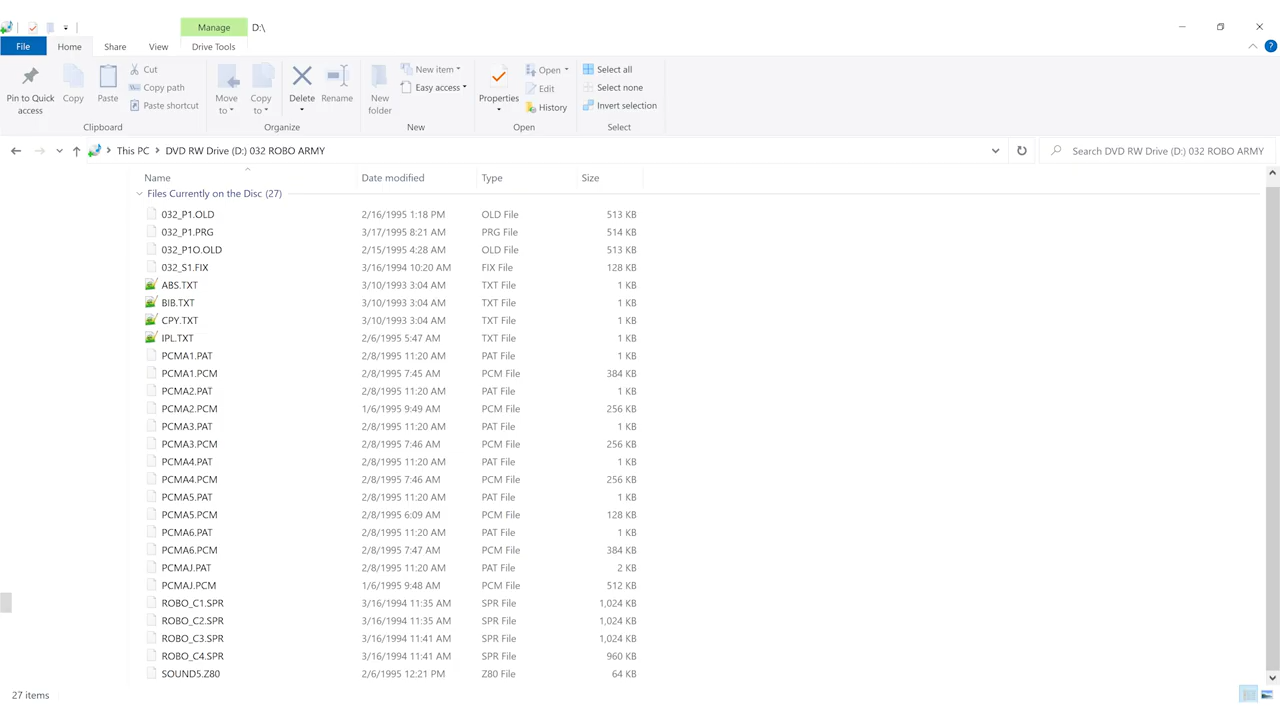 Manage D:\
File Home Share View Drive Tools
Pin to Quick access
Copy
Paste
Cut
Copy path
Paste shortcut
Clipboard
Move to
Copy to
Delete
Rename
Organize
New folder
New item
Easy access
New
Properties
Open
Edit
History
Open
Select all
Select none
Invert selection
Select
This PC > DVD RW Drive (D:) 032 ROBO ARMY
Search DVD RW Drive (D:) 032 ROBO ARMY
Name Date modified Type Size
Files Currently on the Disc (27)
032_P1.OLD 2/16/1995 1:18 PM OLD File 513 KB
032_P1.PRG 3/17/1995 8:21 AM PRG File 514 KB
032_P1O.OLD 2/15/1995 4:28 AM OLD File 513 KB
032_S1.FIX 3/16/1994 10:20 AM FIX File 128 KB
ABS.TXT 3/10/1993 3:04 AM TXT File 1 KB
BIB.TXT 3/10/1993 3:04 AM TXT File 1 KB
CPY.TXT 3/10/1993 3:04 AM TXT File 1 KB
IPL.TXT 2/6/1995 5:47 AM TXT File 1 KB
PCMA1.PAT 2/8/1995 11:20 AM PAT File 1 KB
PCMA1.PCM 2/8/1995 7:45 AM PCM File 384 KB
PCMA2.PAT 2/8/1995 11:20 AM PAT File 1 KB
PCMA2.PCM 1/6/1995 9:49 AM PCM File 256 KB
PCMA3.PAT 2/8/1995 11:20 AM PAT File 1 KB
PCMA3.PCM 2/8/1995 7:46 AM PCM File 256 KB
PCMA4.PAT 2/8/1995 11:20 AM PAT File 1 KB
PCMA4.PCM 2/8/1995 7:46 AM PCM File 256 KB
PCMA5.PAT 2/8/1995 11:20 AM PAT File 1 KB
PCMA5.PCM 2/8/1995 6:09 AM PCM File 128 KB
PCMA6.PAT 2/8/1995 11:20 AM PAT File 1 KB
PCMA6.PCM 2/8/1995 7:47 AM PCM File 384 KB
PCMAJ.PAT 2/8/1995 11:20 AM PAT File 2 KB
PCMAJ.PCM 1/6/1995 9:48 AM PCM File 512 KB
ROBO_C1.SPR 3/16/1994 11:35 AM SPR File 1,024 KB
ROBO_C2.SPR 3/16/1994 11:35 AM SPR File 1,024 KB
ROBO_C3.SPR 3/16/1994 11:41 AM SPR File 1,024 KB
ROBO_C4.SPR 3/16/1994 11:41 AM SPR File 960 KB
SOUND5.Z80 2/6/1995 12:21 PM Z80 File 64 KB
27 items